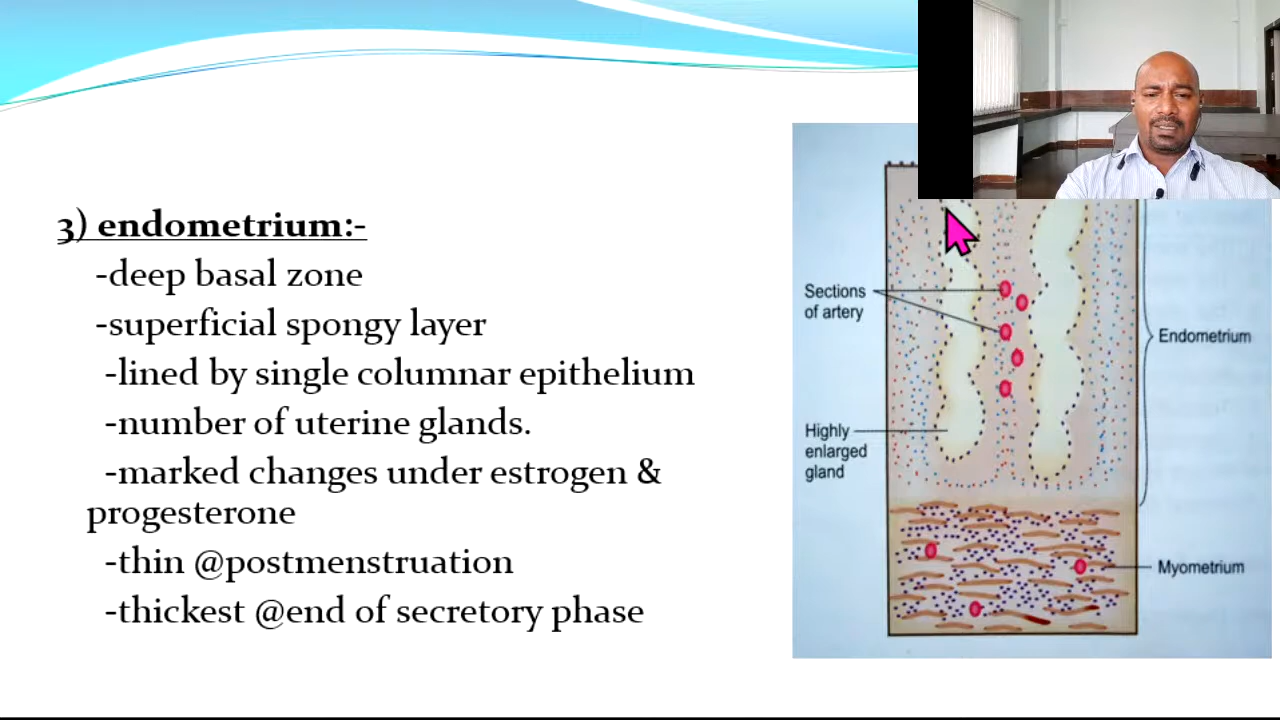 3) endometrium:-
-deep basal zone
-superficial spongy layer
-lined by single columnar epithelium
-number of uterine glands.
-marked changes under estrogen &
progesterone
-thin @postmenstruation
-thickest @end of secretory phase
Sections
of artery
Highly
enlarged
gland
Endometrium
Myometrium